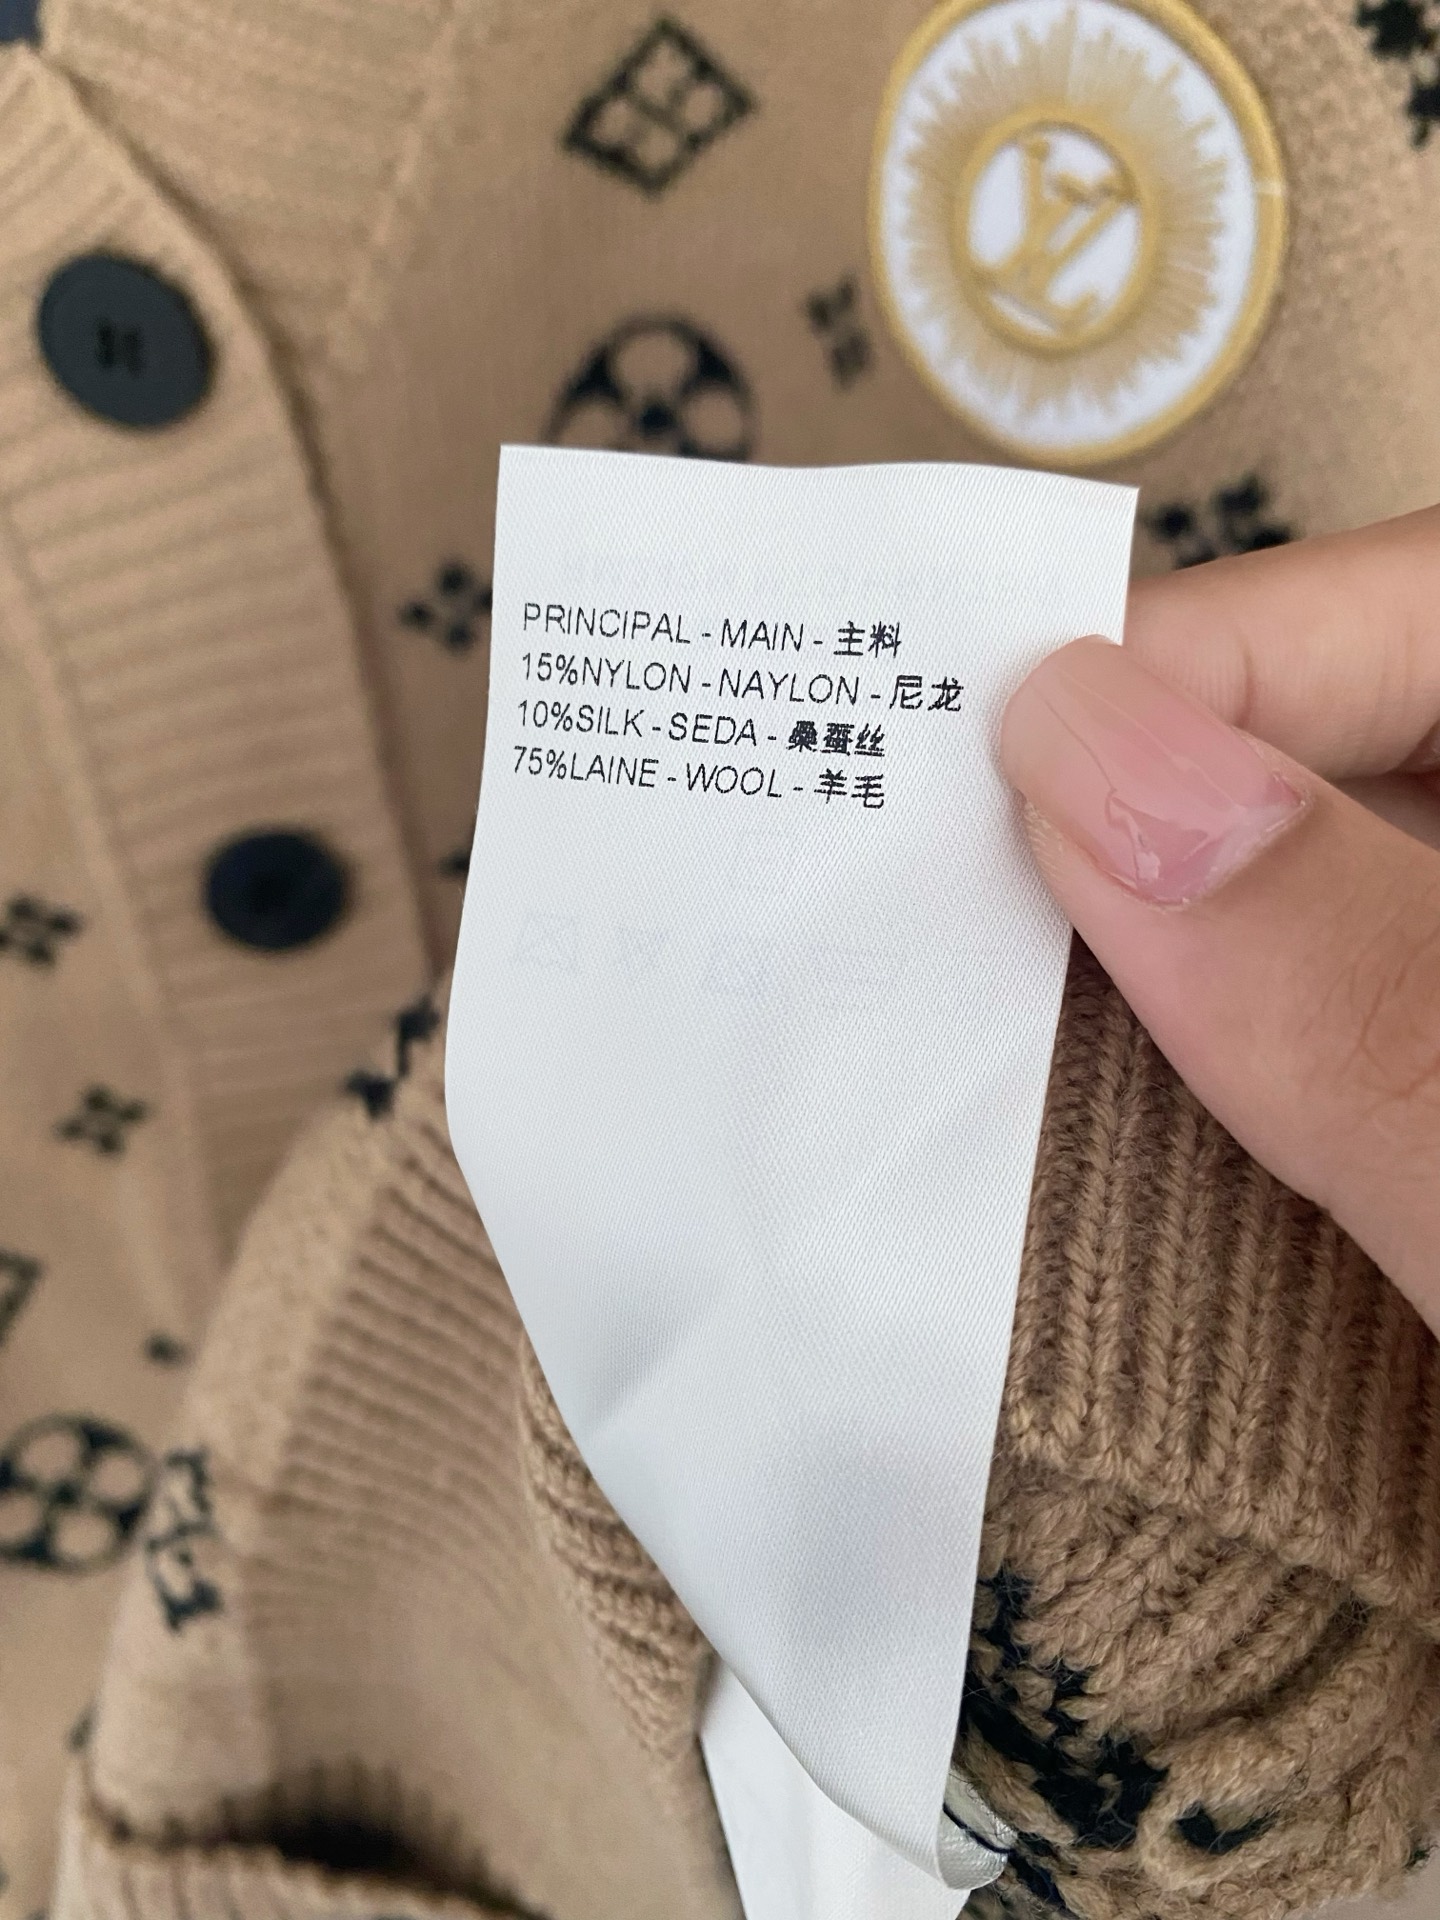 PRINCIPAL - MAIN - 主料
15%NYLON - NAYLON - 尼龙
10%SILK - SEDA - 桑蚕丝
75%LAINE - WOOL - 羊毛
LV